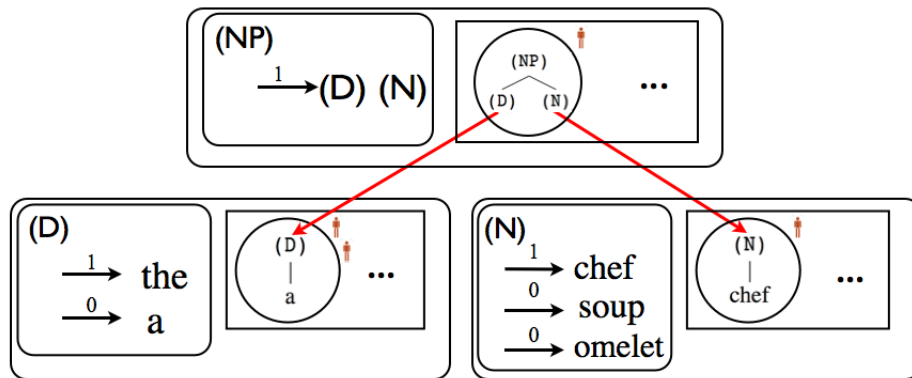 (NP)
1
(D) (N)
(NP)
(D) (N)
...
(D)
1
the
0
a
(D)
a
...
(N)
1
chef
0
soup
0
omelet
(N)
chef
...